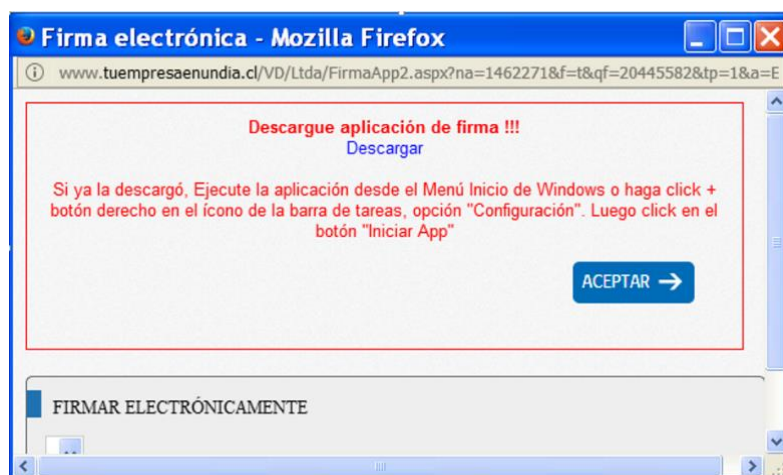 Firma electrónica - Mozilla Firefox
www.tuempresaenundia.cl/VD/Ltda/FirmaApp2.aspx?na=1462271&f=t&qf=20445582&tp=1&a=E
Descargue aplicación de firma !!!
Descargar
Si ya la descargó, Ejecute la aplicación desde el Menú Inicio de Windows o haga click +
botón derecho en el ícono de la barra de tareas, opción "Configuración". Luego click en el
botón "Iniciar App"
ACEPTAR
FIRMAR ELECTRÓNICAMENTE